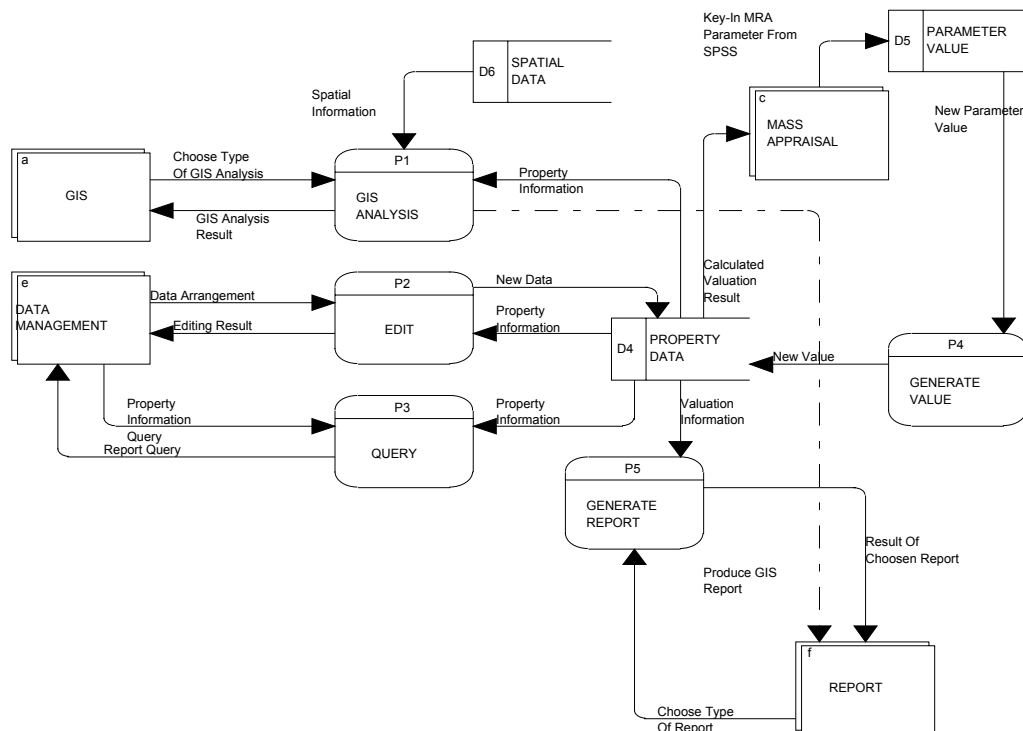 Key-In MRA
Parameter From
SPSS
D5
PARAMETER
VALUE
D6
SPATIAL
DATA
Spatial
Information
c
MASS
APPRAISAL
New Parameter
Value
a
GIS
Choose Type
Of GIS Analysis
GIS Analysis
Result
P1
GIS
ANALYSIS
Property
Information
Calculated
Valuation
Result
e
DATA
MANAGEMENT
Data Arrangement
Editing Result
P2
EDIT
New Data
Property
Information
D4
PROPERTY
DATA
New Value
P4
GENERATE
VALUE
Property
Information
Query
Report Query
P3
QUERY
Property
Information
Valuation
Information
P5
GENERATE
REPORT
Result Of
Choosen Report
Produce GIS
Report
f
REPORT
Choose Type
Of Report